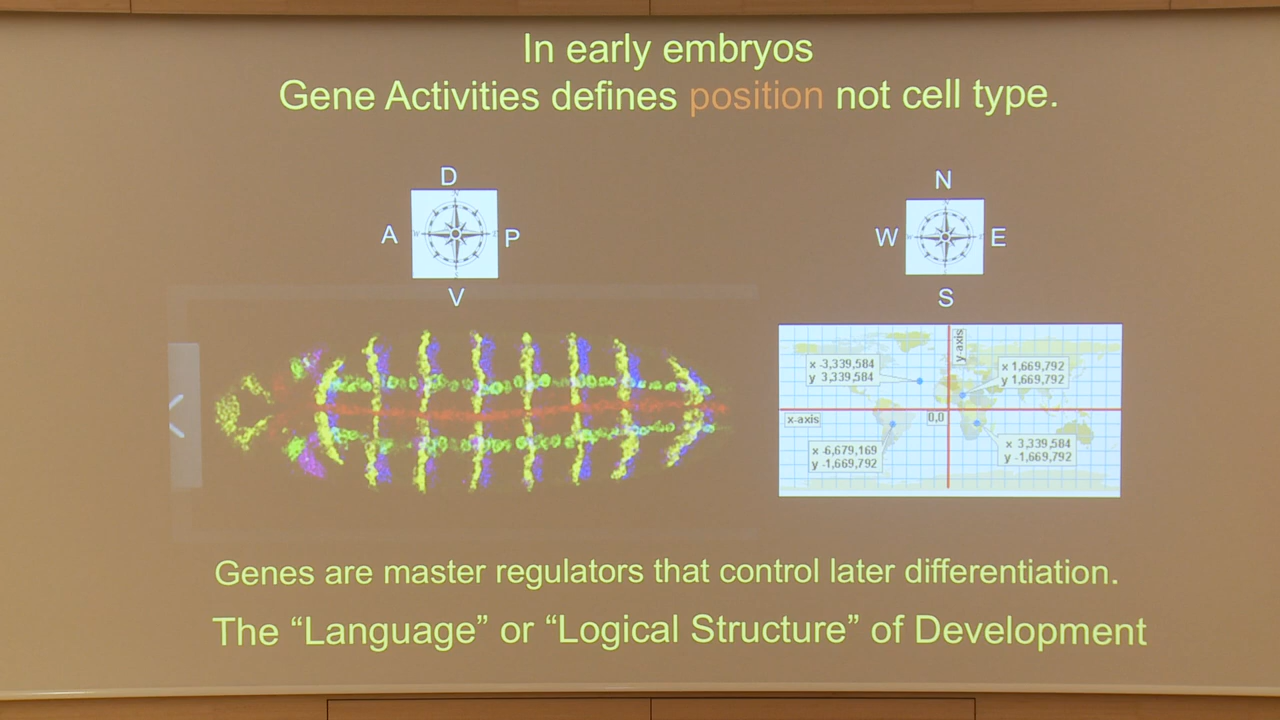 In early embryos
Gene Activities defines position not cell type.
D
A
P
V
N
W
E
S
x -3,339,584
y 3,339,584
y-axis
x 1,669,792
y 1,669,792
x-axis
0,0
x -6,679,169
y -1,669,792
x 3,339,584
y -1,669,792
Genes are master regulators that control later differentiation.
The “Language” or “Logical Structure” of Development